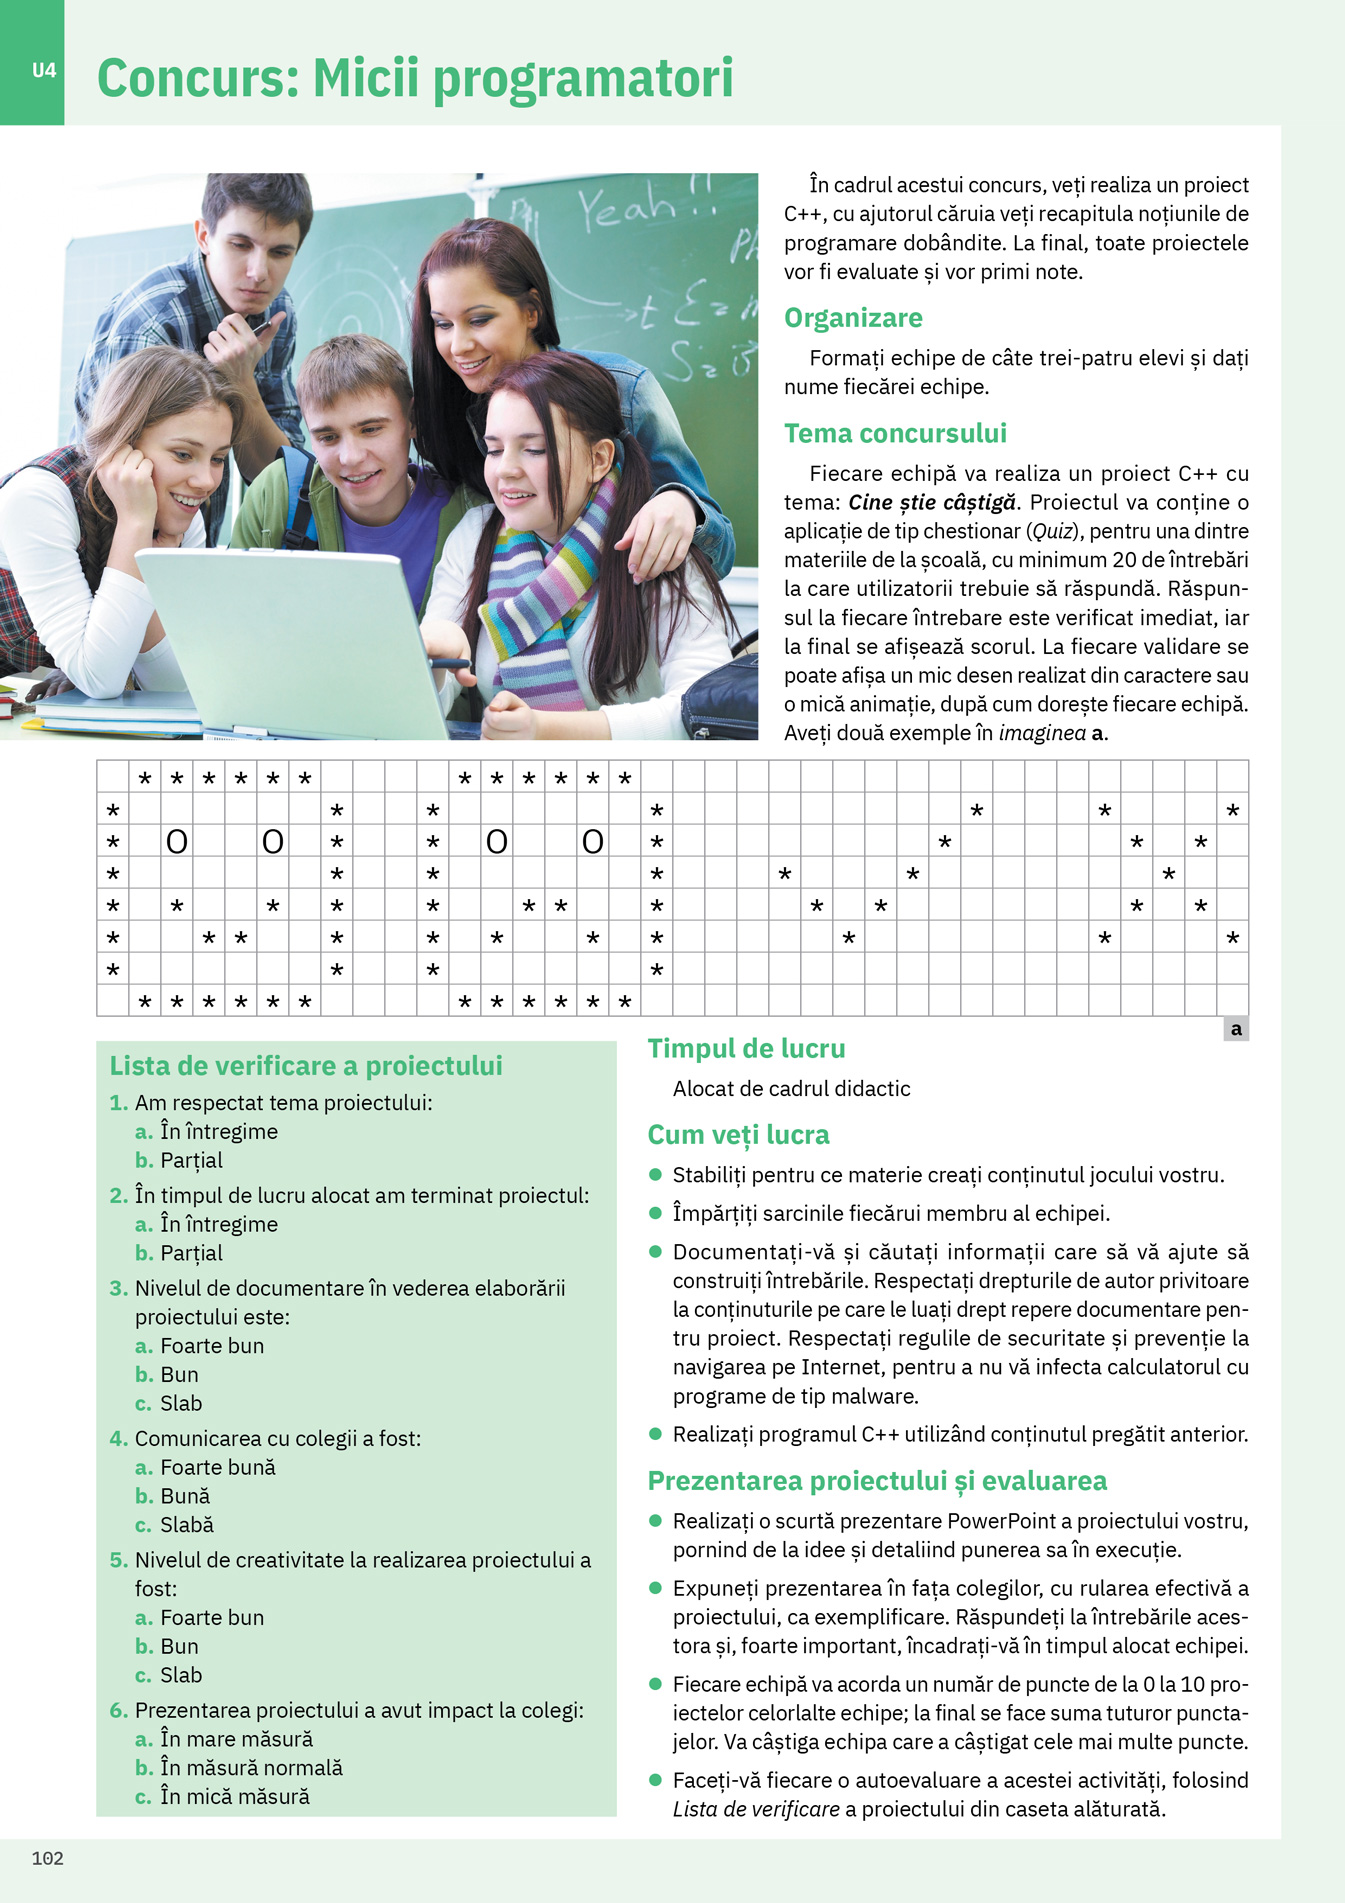 U4
Concurs: Micii programatori
Yeah !!
În cadrul acestui concurs, veți realiza un proiect
C++, cu ajutorul căruia veți recapitula noțiunile de
programare dobândite. La final, toate proiectele
vor fi evaluate și vor primi note.
Organizare
Formați echipe de câte trei-patru elevi și dați
nume fiecărei echipe.
Tema concursului
Fiecare echipă va realiza un proiect C++ cu
tema: Cine știe câștigă. Proiectul va conține o
aplicație de tip chestionar (Quiz), pentru una dintre
materiile de la școală, cu minimum 20 de întrebări
la care utilizatorii trebuie să răspundă. Răspun-
sul la fiecare întrebare este verificat imediat, iar
la final se afișează scorul. La fiecare validare se
poate afișa un mic desen realizat din caractere sau
o mică animație, după cum dorește fiecare echipă.
Aveți două exemple în imaginea a.
* * * * * * * * * * * *
* * * * * * *
* O O * * O O * * * *
* * * * * * *
* * * * * * * * * * * *
* * * * * * * * * * *
* * * *
* * * * * * * * * * * *
a
Lista de verificare a proiectului
1. Am respectat tema proiectului:
a. În întregime
b. Parțial
2. În timpul de lucru alocat am terminat proiectul:
a. În întregime
b. Parțial
3. Nivelul de documentare în vederea elaborării
proiectului este:
a. Foarte bun
b. Bun
c. Slab
4. Comunicarea cu colegii a fost:
a. Foarte bună
b. Bună
c. Slabă
5. Nivelul de creativitate la realizarea proiectului a
fost:
a. Foarte bun
b. Bun
c. Slab
6. Prezentarea proiectului a avut impact la colegi:
a. În mare măsură
b. În măsură normală
c. În mică măsură
Timpul de lucru
Alocat de cadrul didactic
Cum veți lucra
● Stabiliți pentru ce materie creați conținutul jocului vostru.
● Împărțiți sarcinile fiecărui membru al echipei.
● Documentați-vă și căutați informații care să vă ajute să
construiți întrebările. Respectați drepturile de autor privitoare
la conținuturile pe care le luați drept repere documentare pen-
tru proiect. Respectați regulile de securitate și prevenție la
navigarea pe Internet, pentru a nu vă infecta calculatorul cu
programe de tip malware.
● Realizați programul C++ utilizând conținutul pregătit anterior.
Prezentarea proiectului și evaluarea
● Realizați o scurtă prezentare PowerPoint a proiectului vostru,
pornind de la idee și detaliind punerea sa în execuție.
● Expuneți prezentarea în fața colegilor, cu rularea efectivă a
proiectului, ca exemplificare. Răspundeți la întrebările aces-
tora și, foarte important, încadrați-vă în timpul alocat echipei.
● Fiecare echipă va acorda un număr de puncte de la 0 la 10 pro-
iectelor celorlalte echipe; la final se face suma tuturor puncta-
jelor. Va câștiga echipa care a câștigat cele mai multe puncte.
● Faceți-vă fiecare o autoevaluare a acestei activități, folosind
Lista de verificare a proiectului din caseta alăturată.
102